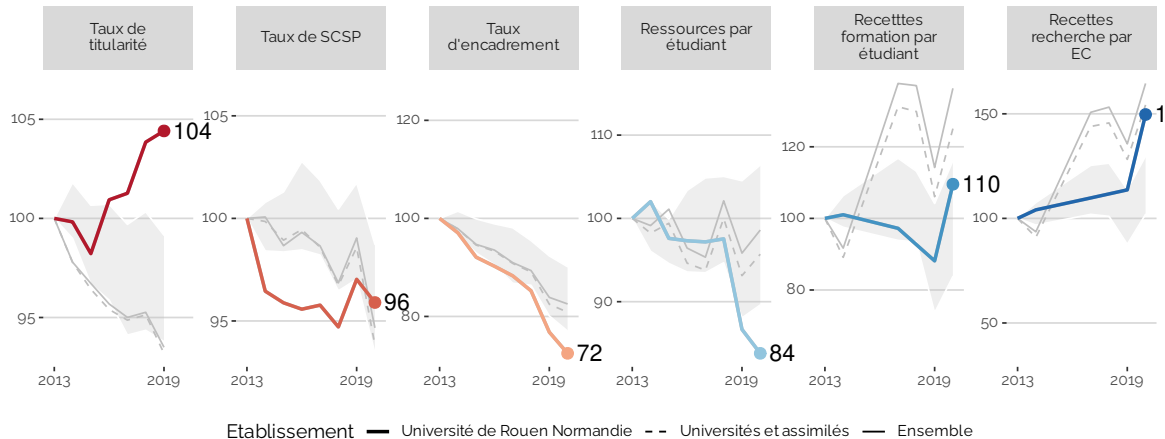 Taux de
titularité
Taux de SCSP
Taux
d'encadrement
Ressources par
étudiant
Recetttes
formation par
étudiant
Recettes
recherche par
EC
105
100
95
104
2013
2019
105
100
95
96
2013
2019
120
100
80
72
2013
2019
110
100
90
84
2013
2019
120
100
80
110
2013
2019
150
100
50
1
2013
2019
Etablissement
Université de Rouen Normandie
Universités et assimilés
Ensemble